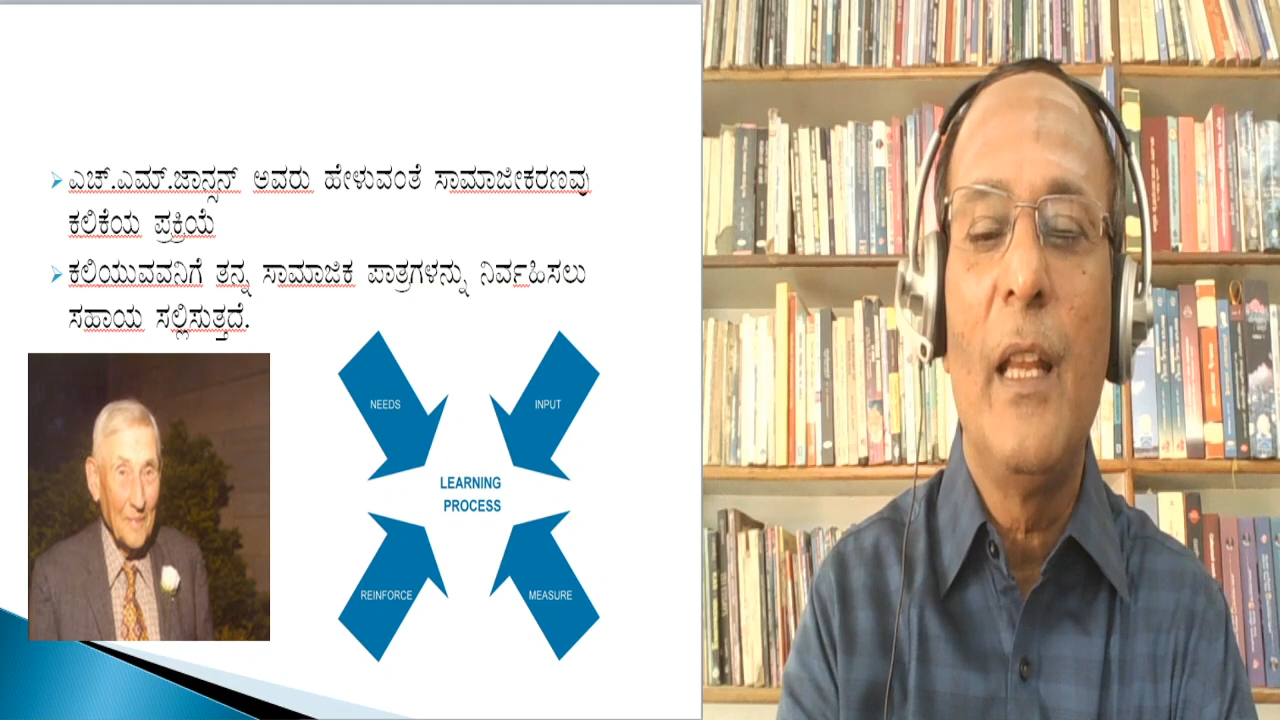 ಎಚ್.ಎಮ್.ಜಾನ್ಸನ್ ಅವರು ಹೇಳುವಂತೆ ಸಾಮಾಜೀಕರಣವು
ಕಲಿಕೆಯ ಪ್ರಕ್ರಿಯೆ
ಕಲಿಯುವವನಿಗೆ ತನ್ನ ಸಾಮಾಜಿಕ ಪಾತ್ರಗಳನ್ನು ನಿರ್ವಹಿಸಲು
ಸಹಾಯ ಸಲ್ಲಿಸುತ್ತದೆ.
NEEDS
INPUT
LEARNING
PROCESS
REINFORCE
MEASURE